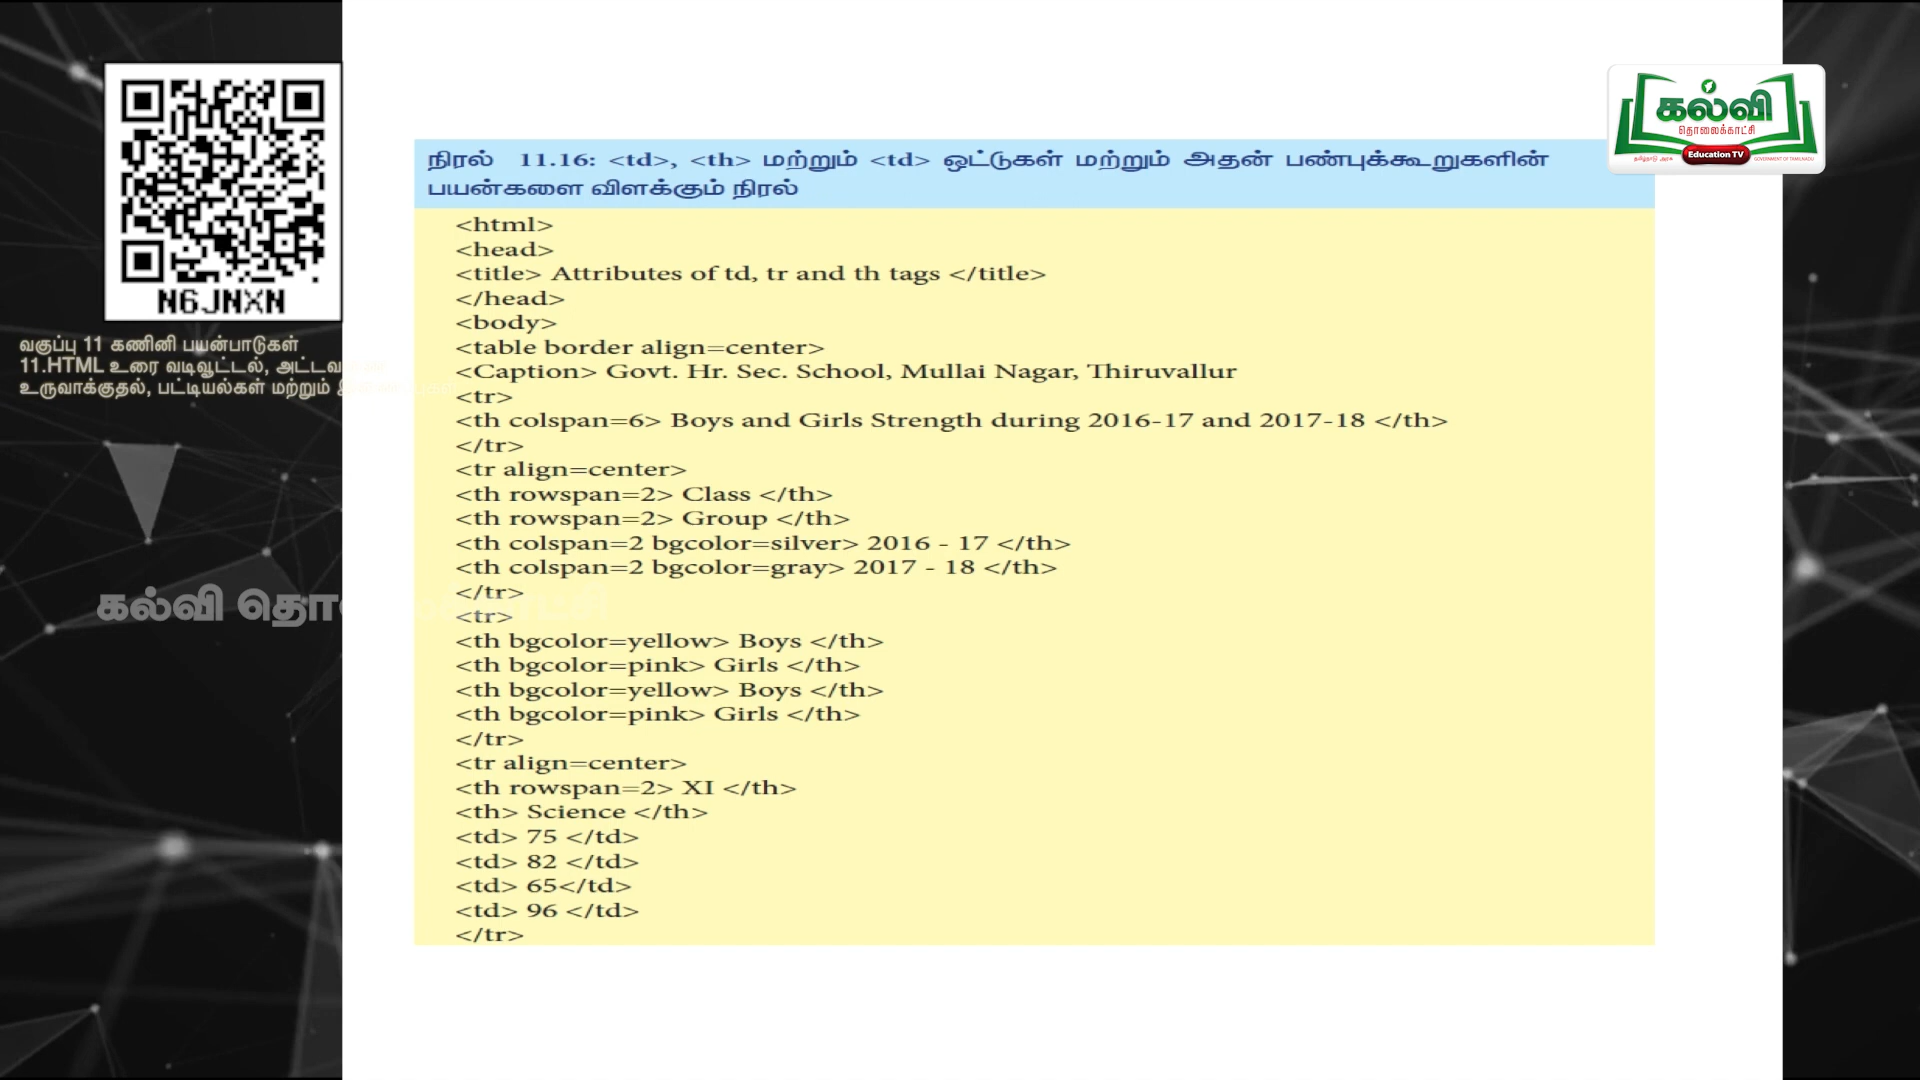 N6JNXN
வகுப்பு 11 கணினி பயன்பாடுகள்
11.HTML உரை வடிவூட்டல்,
உருவாக்குதல், பட்டியல்கள் மற்றும்
கல்வி
தொலைக்காட்சி
தமிழ்நாடு அரசு
Education TV
GOVERNMENT OF TAMILNADU
நிரல் 11.16: <td>, <th> மற்றும் <td> ஒட்டுகள் மற்றும் அதன் பண்புக்கூறுகளின்
பயன்களை விளக்கும் நிரல்
<html>
<head>
<title> Attributes of td, tr and th tags </title>
</head>
<body>
<table border align=center>
<Caption> Govt. Hr. Sec. School, Mullai Nagar, Thiruvallur
<tr>
<th colspan=6> Boys and Girls Strength during 2016-17 and 2017-18 </th>
</tr>
<tr align=center>
<th rowspan=2> Class </th>
<th rowspan=2> Group </th>
<th colspan=2 bgcolor=silver> 2016 - 17 </th>
<th colspan=2 bgcolor=gray> 2017 - 18 </th>
</tr>
<tr>
<th bgcolor=yellow> Boys </th>
<th bgcolor=pink> Girls </th>
<th bgcolor=yellow> Boys </th>
<th bgcolor=pink> Girls </th>
</tr>
<tr align=center>
<th rowspan=2> XI </th>
<th> Science </th>
<td> 75 </td>
<td> 82 </td>
<td> 65</td>
<td> 96 </td>
</tr>
கல்வி